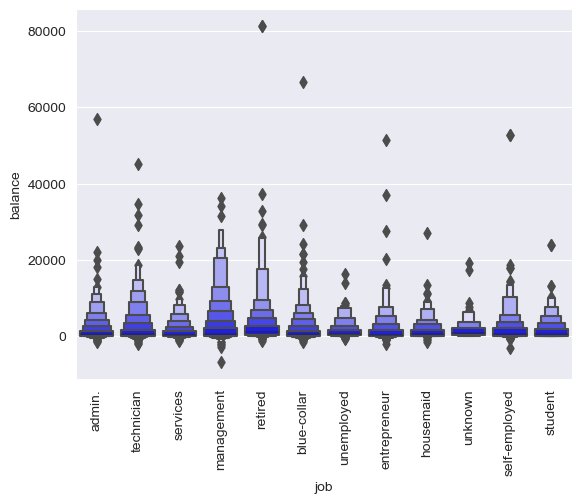 80000
60000
40000
20000
0
balance
admin.
technician
services
management
retired
blue-collar
unemployed
entrepreneur
housemaid
unknown
self-employed
student
job